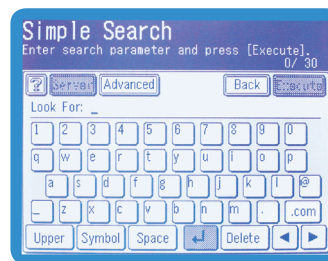 Simple Search
Enter search parameter and press [Execute].
0/ 30
? Server Advanced Back Execute
Look For: _
1 2 3 4 5 6 7 8 9 0
q w e r t y u i o p
a s d f g h j k l @
_ z x c v b n m . .com
Upper Symbol Space ↵ Delete ◄ ►